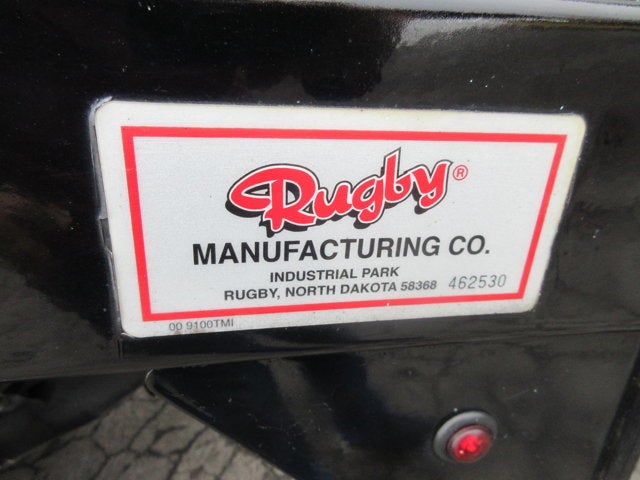 Rugby®
MANUFACTURING CO.
INDUSTRIAL PARK
RUGBY, NORTH DAKOTA 58368 462530
00 9100TMI